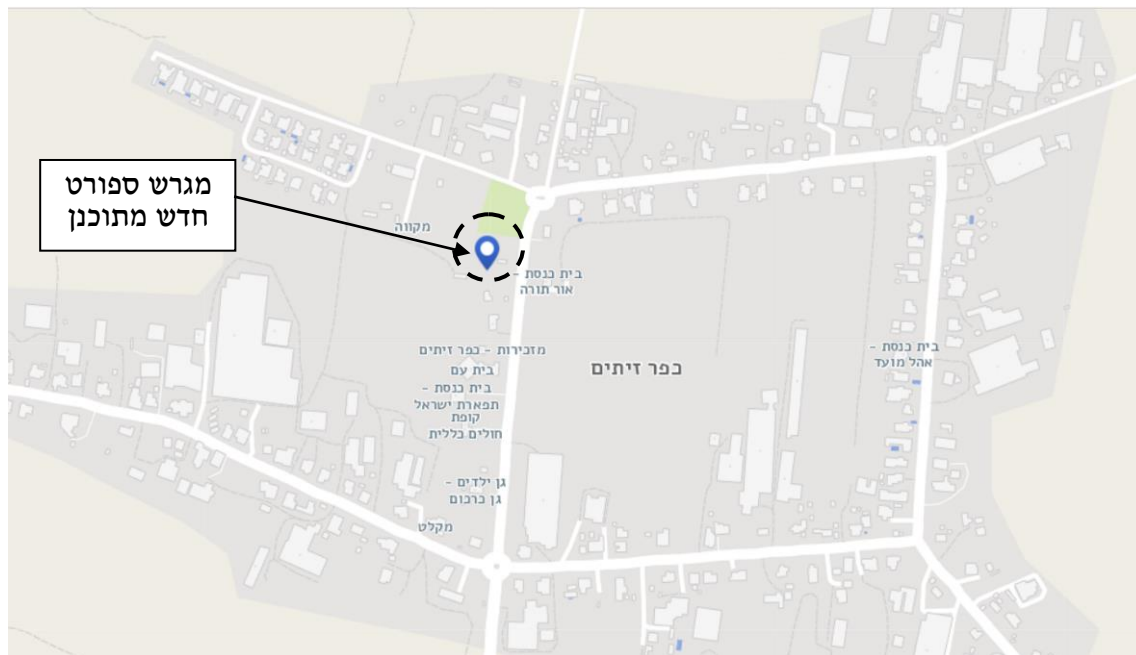 מגרש ספורט
חדש מתוכנן
מקווה
בית כנסת -
אור תורה
מזכירות - כפר זיתים
בית עם
בית כנסת -
תפארת ישראל
קופת
חולים כללית
כפר זיתים
בית כנסת -
אהל מועד
גן ילדים -
גן כרכום
מקלט